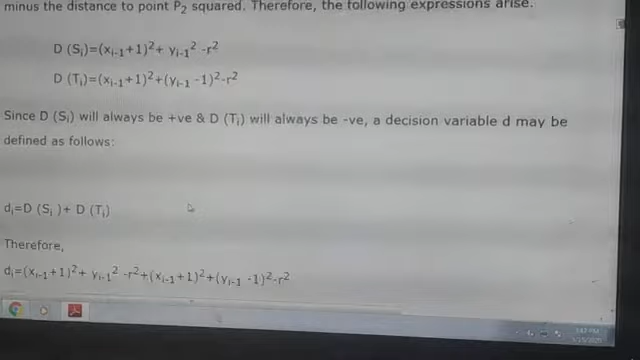 minus the distance to point P₂ squared. Therefore, the following expressions arise.
D (Sᵢ)=(xᵢ₋₁+1)²+ yᵢ₋₁² -r²
D (Tᵢ)=(xᵢ₋₁+1)²+(yᵢ₋₁ -1)²-r²
Since D (Sᵢ) will always be +ve & D (Tᵢ) will always be -ve, a decision variable d may be
defined as follows:
dᵢ=D (Sᵢ )+ D (Tᵢ)
Therefore,
dᵢ=(xᵢ₋₁+1)²+ yᵢ₋₁² -r²+(xᵢ₋₁+1)²+(yᵢ₋₁ -1)²-r²